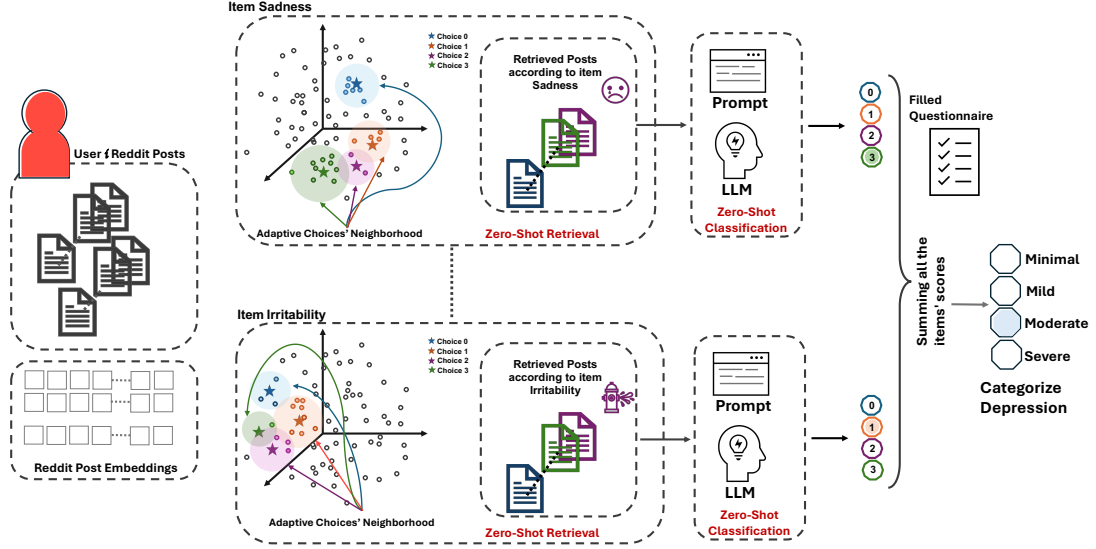 Item Sadness
Choice 0
Choice 1
Choice 2
Choice 3
Retrieved Posts
according to item
Sadness
Adaptive Choices' Neighborhood
Zero-Shot Retrieval
Prompt
LLM
Zero-Shot
Classification
0
1
2
3
Filled
Questionnaire
User Reddit Posts
Reddit Post Embeddings
Item Irritability
Choice 0
Choice 1
Choice 2
Choice 3
Retrieved Posts
according to item
Irritability
Adaptive Choices' Neighborhood
Zero-Shot Retrieval
Prompt
LLM
Zero-Shot
Classification
0
1
2
3
Summing all the
items' scores
Minimal
Mild
Moderate
Severe
Categorize
Depression